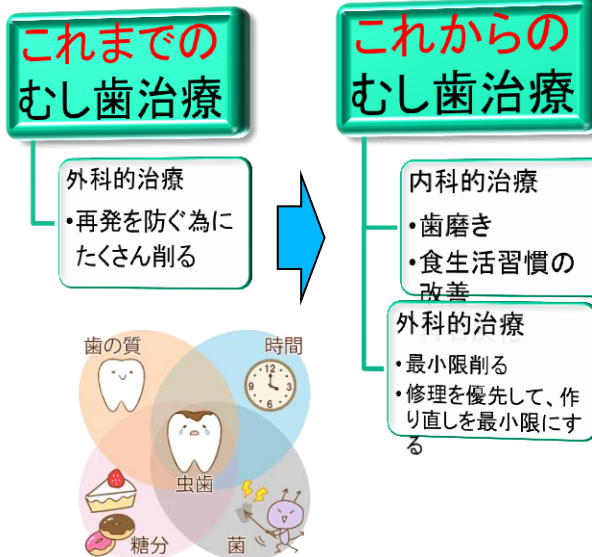 これまでの
むし歯治療
外科的治療
•再発を防ぐ為に
たくさん削る
これからの
むし歯治療
内科的治療
•歯磨き
•食生活習慣の
改善
外科的治療
•最小限削る
•修理を優先して、作
り直しを最小限にす
る
歯の質
時間
12
3
6
9
虫歯
糖分
菌